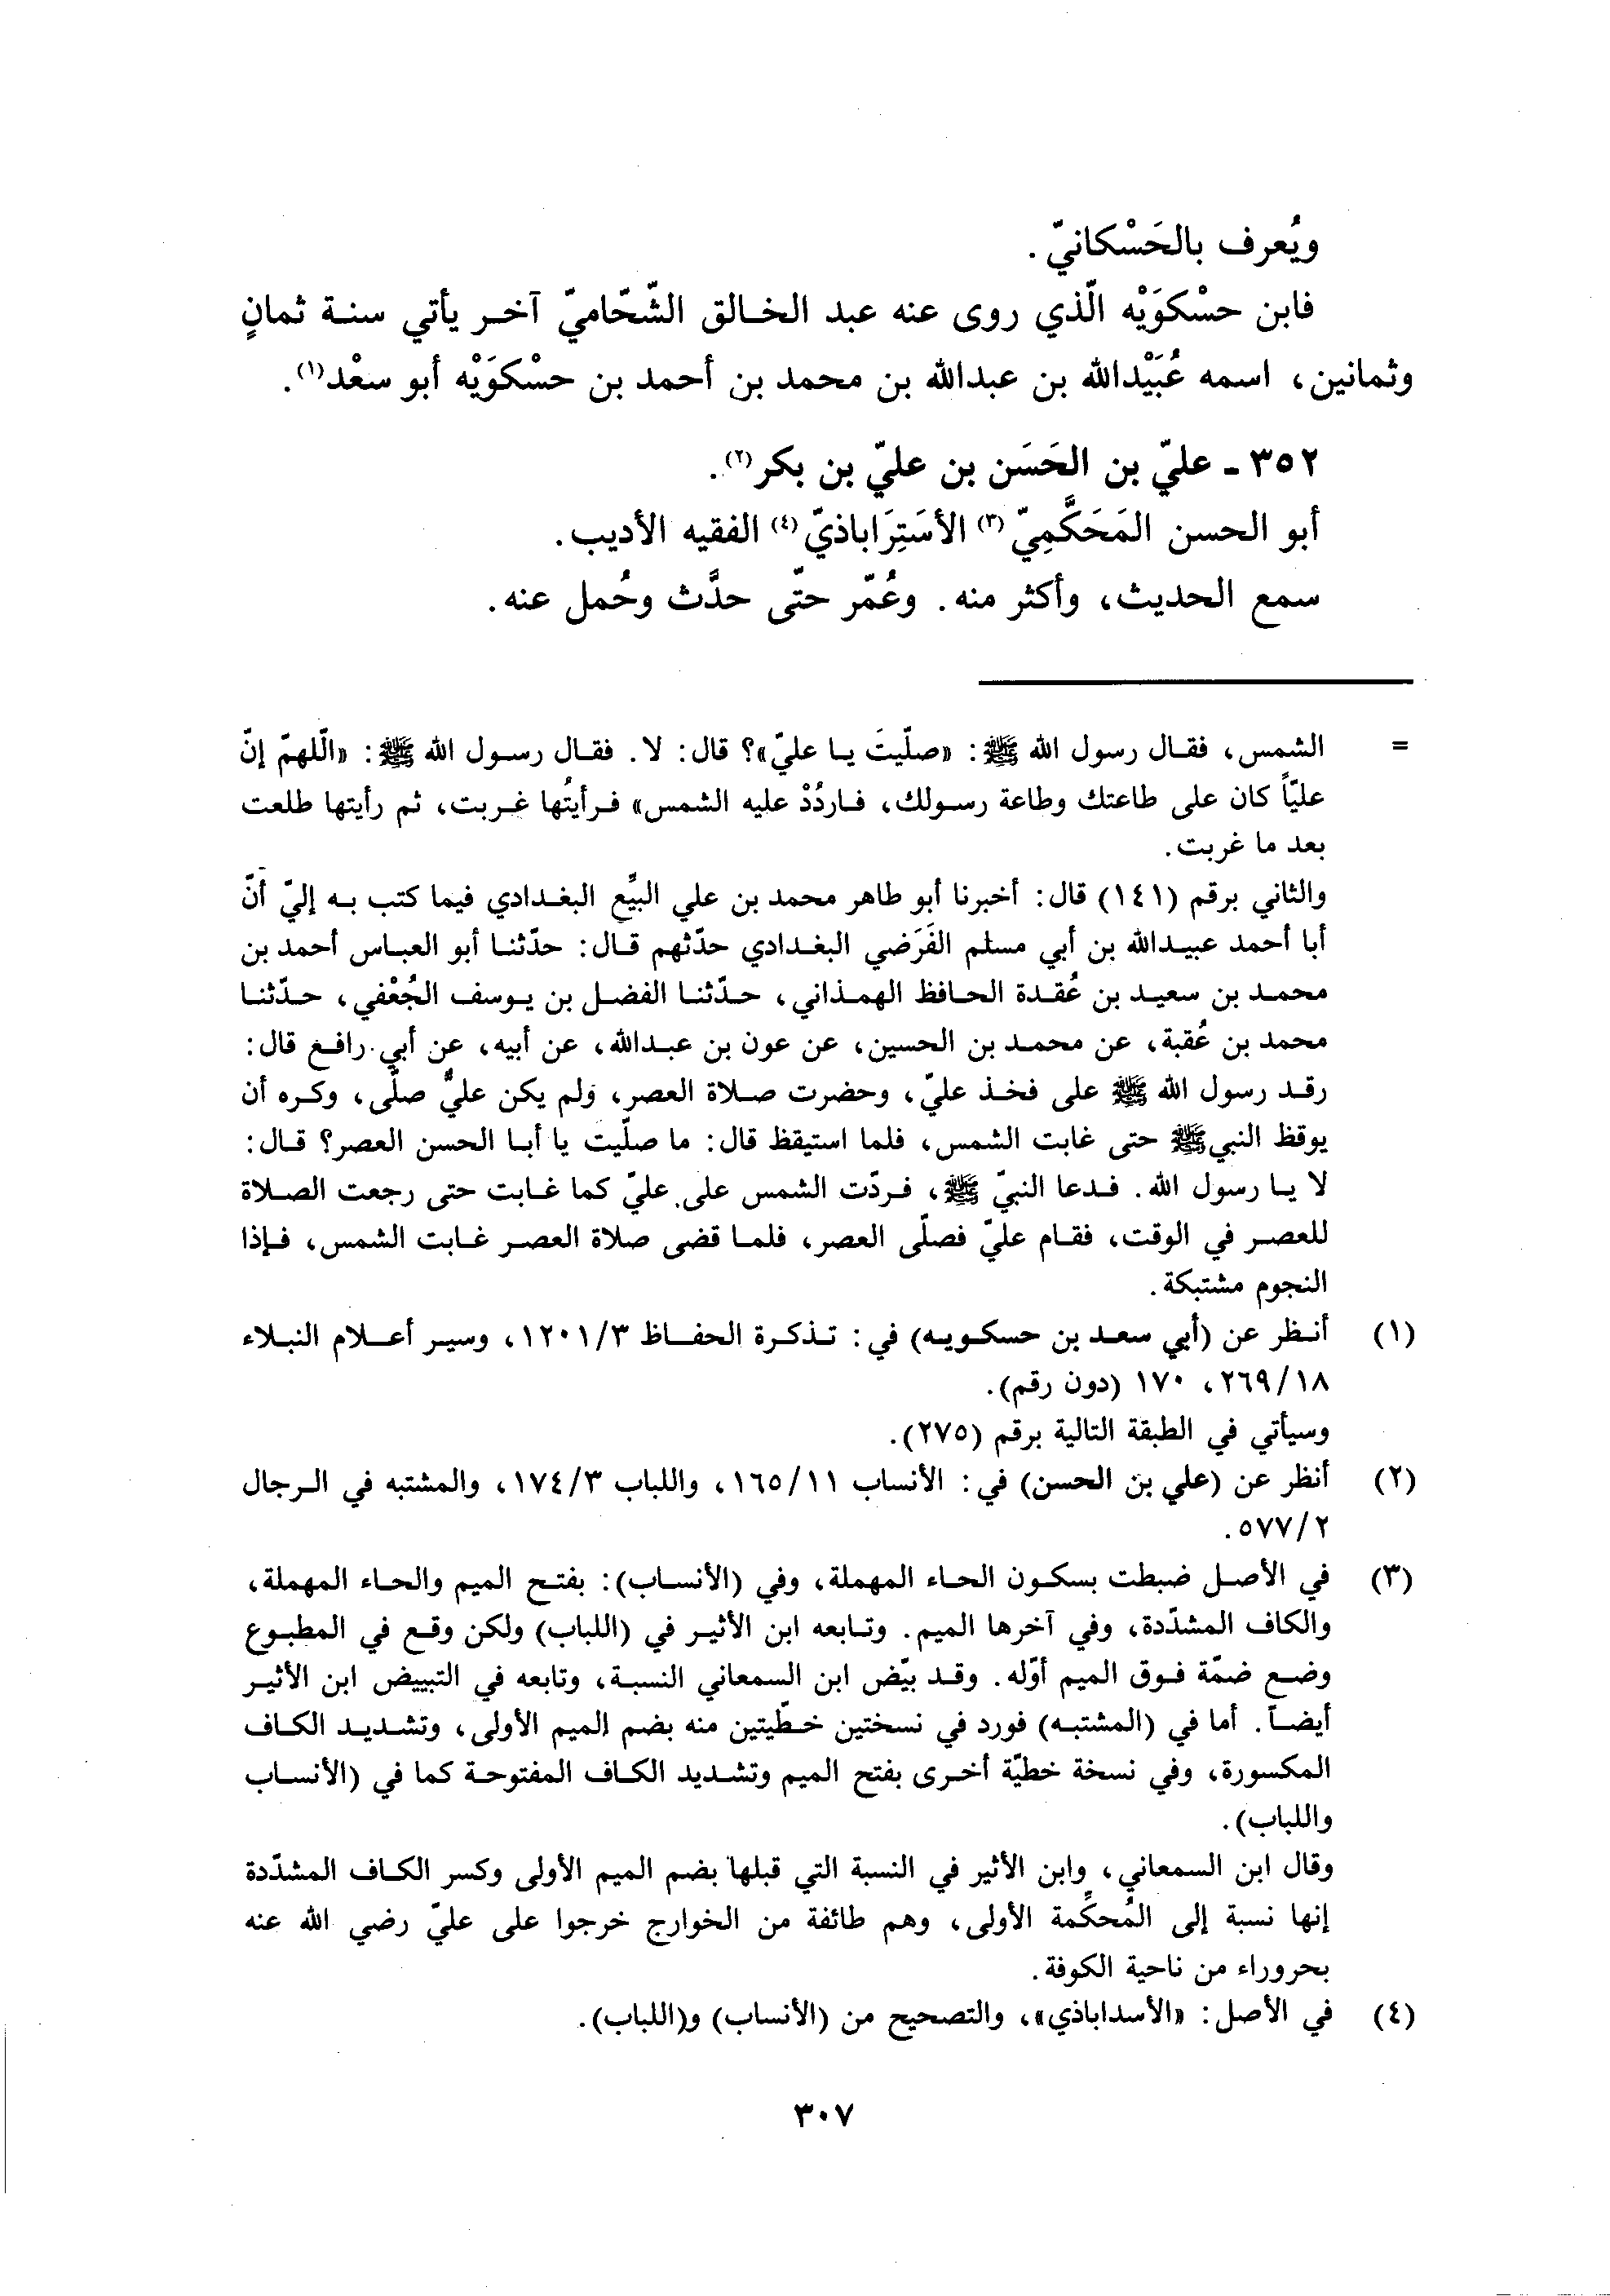 ويُعرف بالحَسْكانيّ.
فابن حسْكوَيْه الّذي روى عنه عبد الخالق الشّحّاميّ آخر يأتي سنة ثمانٍ
وثمانين، اسمه عُبَيْدالله بن عبدالله بن محمد بن أحمد بن حسْكوَيْه أبو سعْد(١).
٣٥٢ - عليّ بن الحَسَن بن عليّ بن بكر(٢).
أبو الحسن المَحَكَّمِيّ(٣) الأسَتِرَاباذيّ(٤) الفقيه الأديب.
سمع الحديث، وأكثر منه. وعُمّر حتّى حدَّث وحُمل عنه.
= الشمس، فقال رسول الله ﷺ: «صلّيتَ يا عليّ»؟ قال: لا. فقال رسول الله ﷺ: «الّلهمّ إنّ
عليّاً كان على طاعتك وطاعة رسولك، فاردُدْ عليه الشمس» فرأيتُها غربت، ثم رأيتها طلعت
بعد ما غربت.
والثاني برقم (١٤١) قال: أخبرنا أبو طاهر محمد بن علي البيِّع البغدادي فيما كتب به إليّ أنّ
أبا أحمد عبيدالله بن أبي مسلم الفَرَضي البغدادي حدّثهم قال: حدّثنا أبو العباس أحمد بن
محمد بن سعيد بن عُقدة الحافظ الهمذاني، حدّثنا الفضل بن يوسف الجُعْفي، حدّثنا
محمد بن عُقبة، عن محمد بن الحسين، عن عون بن عبدالله، عن أبيه، عن أبي رافع قال:
رقد رسول الله ﷺ على فخذ عليّ، وحضرت صلاة العصر، ولم يكن عليٌّ صلّى، وكره أن
يوقظ النبي ﷺ حتى غابت الشمس، فلما استيقظ قال: ما صلّيت يا أبا الحسن العصر؟ قال:
لا يا رسول الله. فدعا النبيّ ﷺ، فردّت الشمس على عليّ كما غابت حتى رجعت الصلاة
للعصر في الوقت، فقام عليّ فصلّى العصر، فلما قضى صلاة العصر غابت الشمس، فإذا
النجوم مشتبكة.
(١) أنظر عن (أبي سعد بن حسكويه) في: تذكرة الحفاظ ١٢٠١/٣، وسير أعلام النبلاء
٢٦٩/١٨، ١٧٠ (دون رقم).
وسيأتي في الطبقة التالية برقم (٢٧٥).
(٢) أنظر عن (علي بن الحسن) في: الأنساب ١٦٥/١١، واللباب ١٧٤/٣، والمشتبه في الرجال
٥٧٧/٢.
(٣) في الأصل ضبطت بسكون الحاء المهملة، وفي (الأنساب): بفتح الميم والحاء المهملة،
والكاف المشدّدة، وفي آخرها الميم. وتابعه ابن الأثير في (اللباب) ولكن وقع في المطبوع
وضع ضمّة فوق الميم أوّله. وقد بيّض ابن السمعاني النسبة، وتابعه في التبييض ابن الأثير
أيضاً. أما في (المشتبه) فورد في نسختين خطّيتين منه بضم الميم الأولى، وتشديد الكاف
المكسورة، وفي نسخة خطيّة أخرى بفتح الميم وتشديد الكاف المفتوحة كما في (الأنساب
واللباب).
وقال ابن السمعاني، وابن الأثير في النسبة التي قبلها بضم الميم الأولى وكسر الكاف المشدّدة
إنها نسبة إلى المُحكِّمة الأولى، وهم طائفة من الخوارج خرجوا على عليّ رضي الله عنه
بحروراء من ناحية الكوفة.
(٤) في الأصل: «الأسداباذي»، والتصحيح من (الأنساب) و(اللباب).
٣٠٧